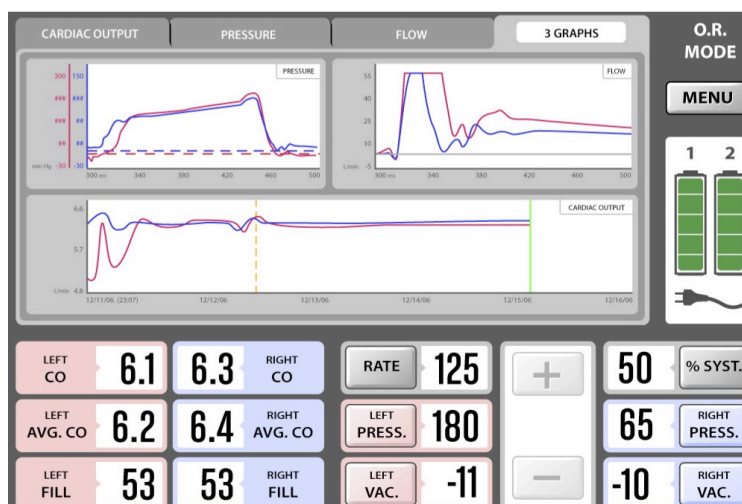 CARDIAC OUTPUT
PRESSURE
FLOW
3 GRAPHS
O.R.
MODE
MENU
PRESSURE
300 150
### ###
### ##
## ##
mm Hg -30 -30
300 ms 340 380 420 460 500
FLOW
55
40
25
10
L/min -5
300 ms 340 380 420 460 500
1 2
CARDIAC OUTPUT
6.6
5.7
L/min 4.8
12/11/06 (23:07) 12/12/06 12/13/06 12/14/06 12/15/06 12/16/06
LEFT
CO
6.1
6.3
RIGHT
CO
RATE
125
+
50
% SYST.
LEFT
AVG. CO
6.2
6.4
RIGHT
AVG. CO
LEFT
PRESS.
180
65
RIGHT
PRESS.
LEFT
FILL
53
53
RIGHT
FILL
LEFT
VAC.
-11
−
-10
RIGHT
VAC.